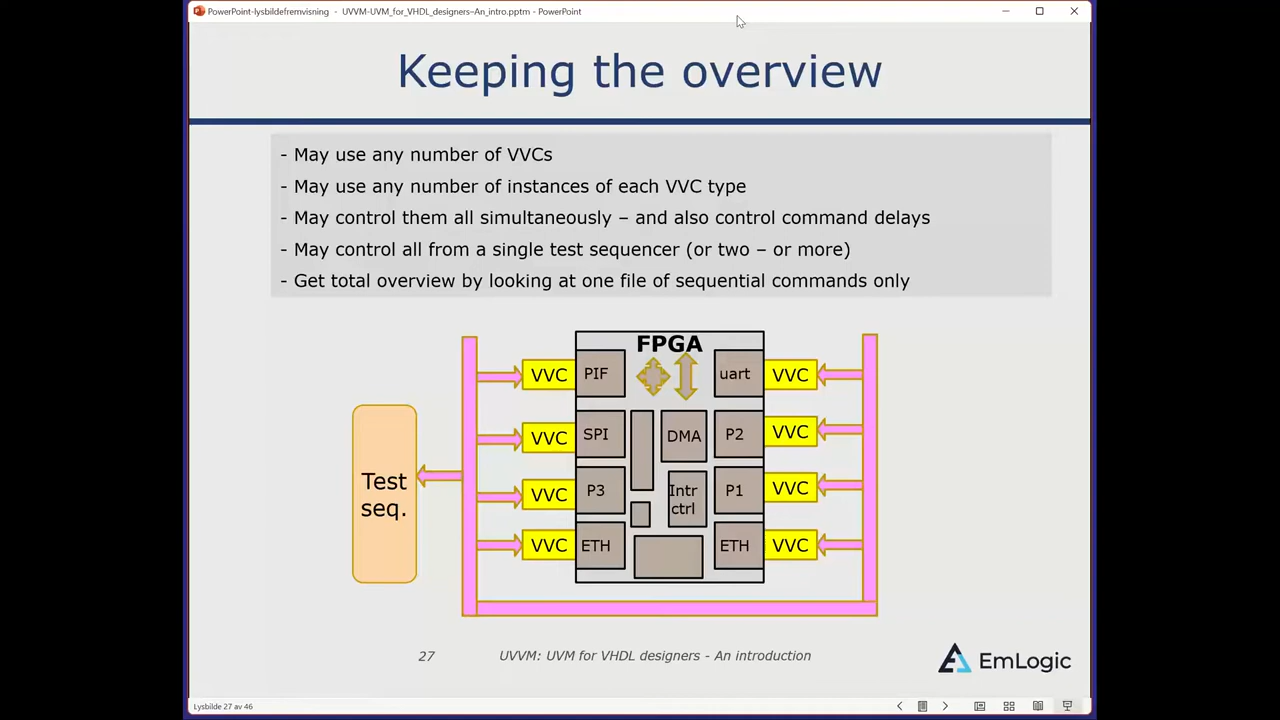 PowerPoint-lysbildefremvisning - UVVM-UVM_for_VHDL_designers–An_intro.pptm - PowerPoint
Keeping the overview
- May use any number of VVCs
- May use any number of instances of each VVC type
- May control them all simultaneously – and also control command delays
- May control all from a single test sequencer (or two – or more)
- Get total overview by looking at one file of sequential commands only
FPGA
VVC PIF uart VVC
VVC SPI DMA P2 VVC
Test
seq.
VVC P3 Intr
ctrl P1 VVC
VVC ETH ETH VVC
27 UVVM: UVM for VHDL designers - An introduction
EmLogic
Lysbilde 27 av 46